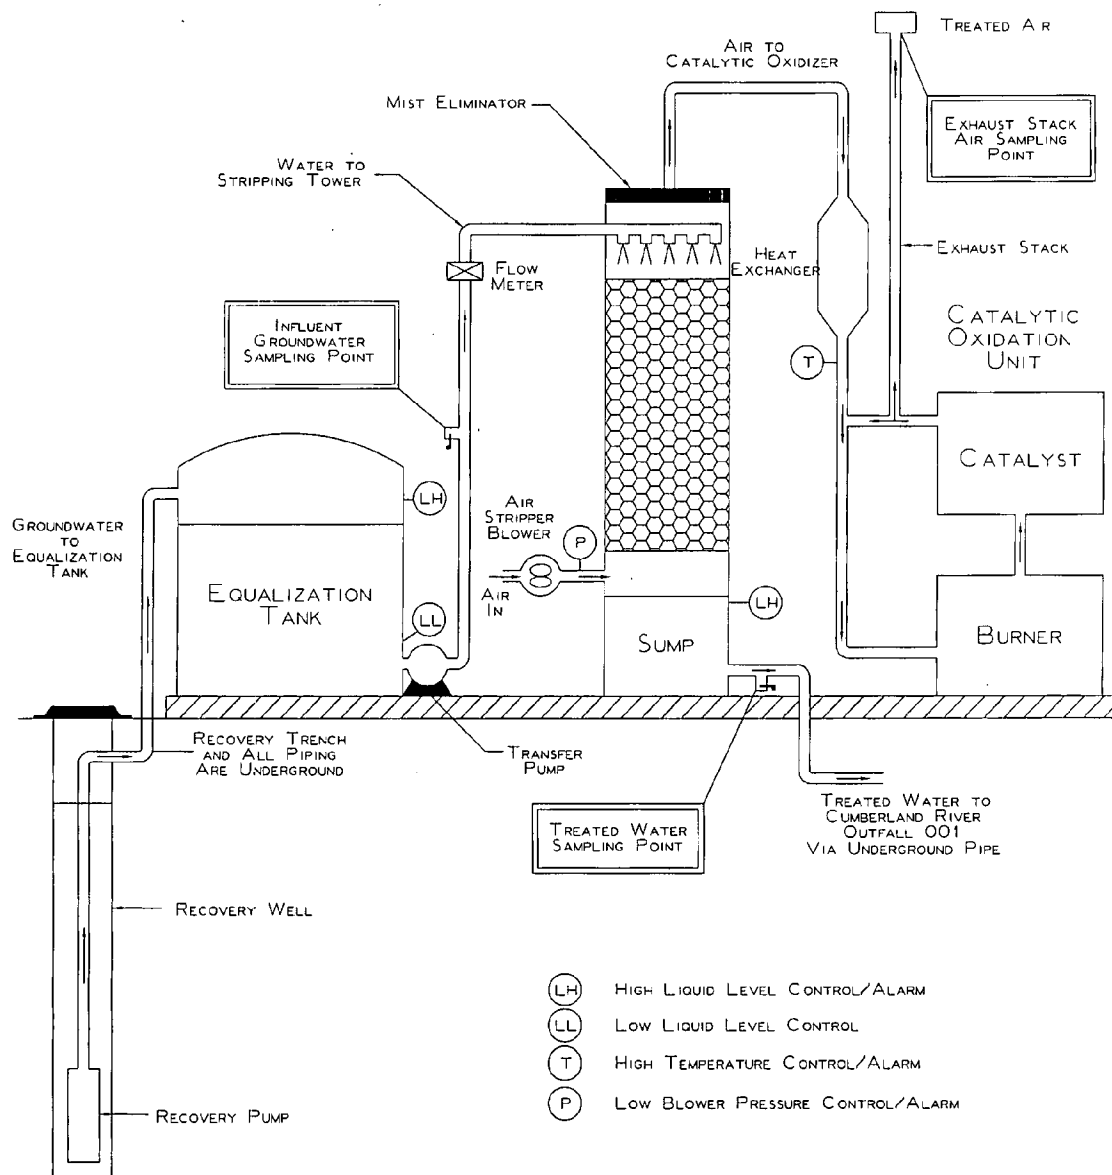 Treated Air
Air to
Catalytic Oxidizer
Mist Eliminator
Exhaust Stack
Air Sampling
Point
Water to
Stripping Tower
Exhaust Stack
Heat
Exchanger
Flow
Meter
Influent
Groundwater
Sampling Point
Catalytic
Oxidation
Unit
T
Catalyst
LH
Air
Stripper
Blower
P
Groundwater
to
Equalization
Tank
Equalization
Tank
Air
In
LH
LL
Sump
Burner
Recovery Trench
and All Piping
Are Underground
Transfer
Pump
Treated Water
Sampling Point
Treated Water to
Cumberland River
Outfall 001
Via Underground Pipe
Recovery Well
LH High Liquid Level Control/Alarm
LL Low Liquid Level Control
T High Temperature Control/Alarm
P Low Blower Pressure Control/Alarm
Recovery Pump